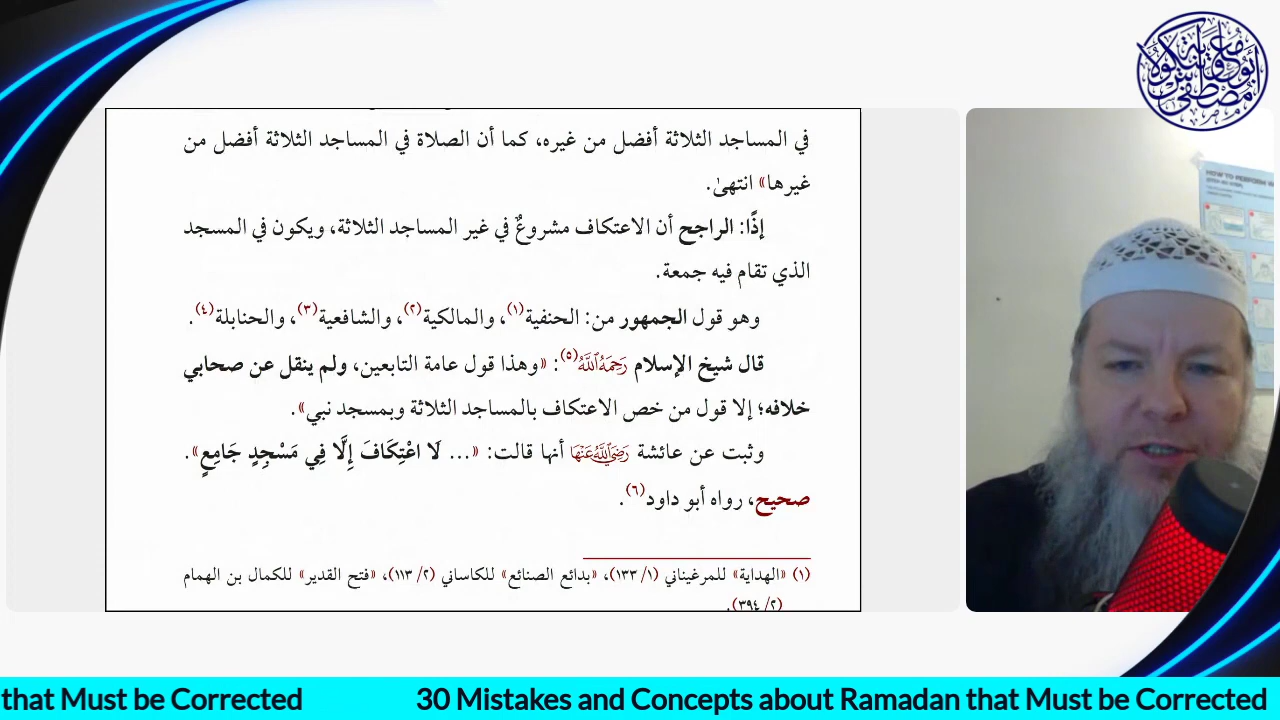 في المساجد الثلاثة أفضل من غيره، كما أن الصلاة في المساجد الثلاثة أفضل من
غيرها» انتهىٰ.
إذًا: الراجح أن الاعتكاف مشروعٌ في غير المساجد الثلاثة، ويكون في المسجد
الذي تقام فيه جمعة.
وهو قول الجمهور من: الحنفية(١)، والمالكية(٢)، والشافعية(٣)، والحنابلة(٤).
قال شيخ الإسلام رَحِمَهُ ٱللَّهُ(٥): «وهذا قول عامة التابعين، ولم ينقل عن صحابي
خلافه؛ إلا قول من خص الاعتكاف بالمساجد الثلاثة وبمسجد نبي».
وثبت عن عائشة رَضِيَ ٱللَّهُ عَنْهَا أنها قالت: «... لَا اعْتِكَافَ إِلَّا فِي مَسْجِدٍ جَامِعٍ».
صحيح، رواه أبو داود(٦).
(١) «الهداية» للمرغيناني (١/ ١٣٣)، «بدائع الصنائع» للكاساني (٢/ ١١٣)، «فتح القدير» للكمال بن الهمام
(٢/ ٣٩٤).
that Must be Corrected 30 Mistakes and Concepts about Ramadan that Must be Corrected